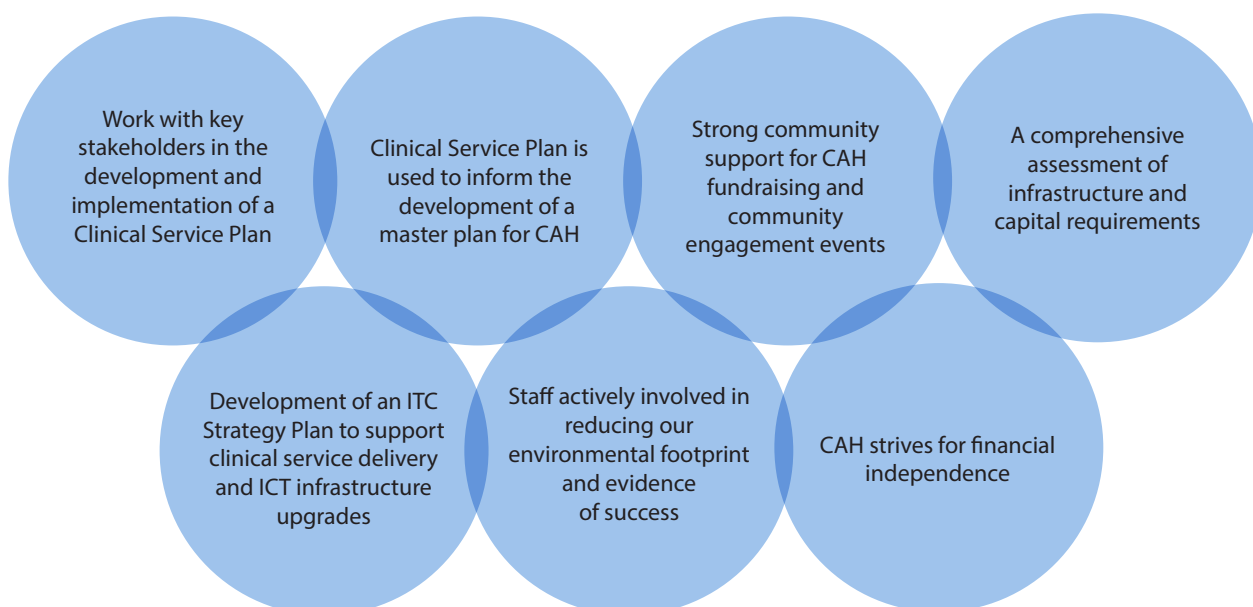 Work with key
stakeholders in the
development and
implementation of a
Clinical Service Plan
Clinical Service Plan is
used to inform the
development of a
master plan for CAH
Strong community
support for CAH
fundraising and
community
engagement events
A comprehensive
assessment of
infrastructure and
capital requirements
Development of an ITC
Strategy Plan to support
clinical service delivery
and ICT infrastructure
upgrades
Staff actively involved in
reducing our
environmental footprint
and evidence
of success
CAH strives for financial
independence